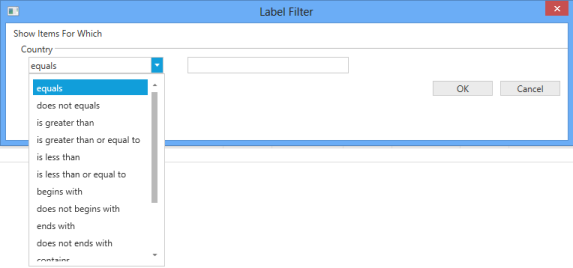 Label Filter
Show Items For Which
Country
equals
OK Cancel
equals
does not equals
is greater than
is greater than or equal to
is less than
is less than or equal to
begins with
does not begins with
ends with
does not ends with
contains